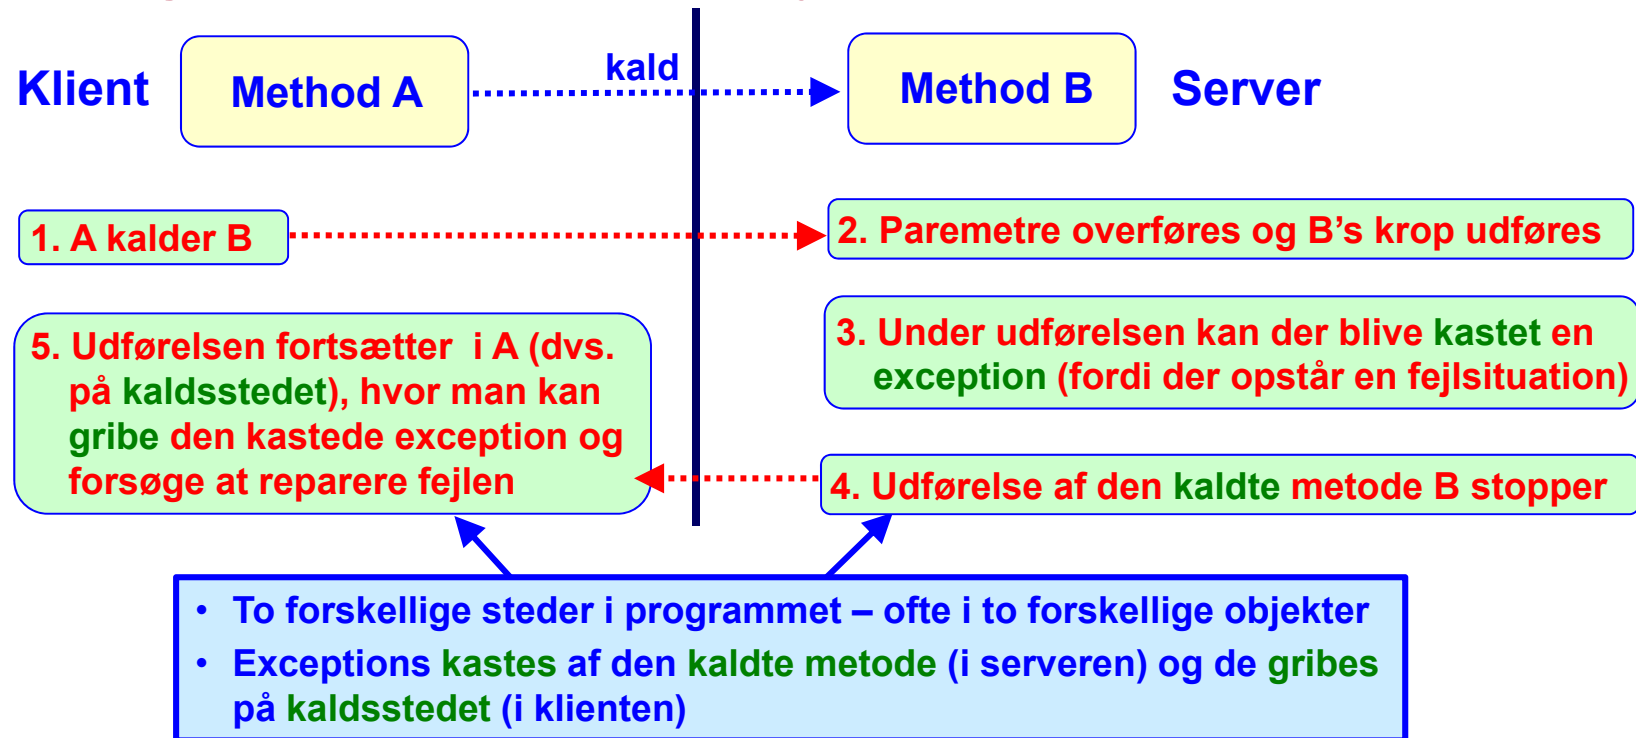 Klient
Method A
kald
Method B
Server
1. A kalder B
2. Paremetre overføres og B’s krop udføres
3. Under udførelsen kan der blive kastet en
exception (fordi der opstår en fejlsituation)
4. Udførelse af den kaldte metode B stopper
5. Udførelsen fortsætter i A (dvs.
på kaldsstedet), hvor man kan
gribe den kastede exception og
forsøge at reparere fejlen
• To forskellige steder i programmet – ofte i to forskellige objekter
• Exceptions kastes af den kaldte metode (i serveren) og de gribes
på kaldsstedet (i klienten)